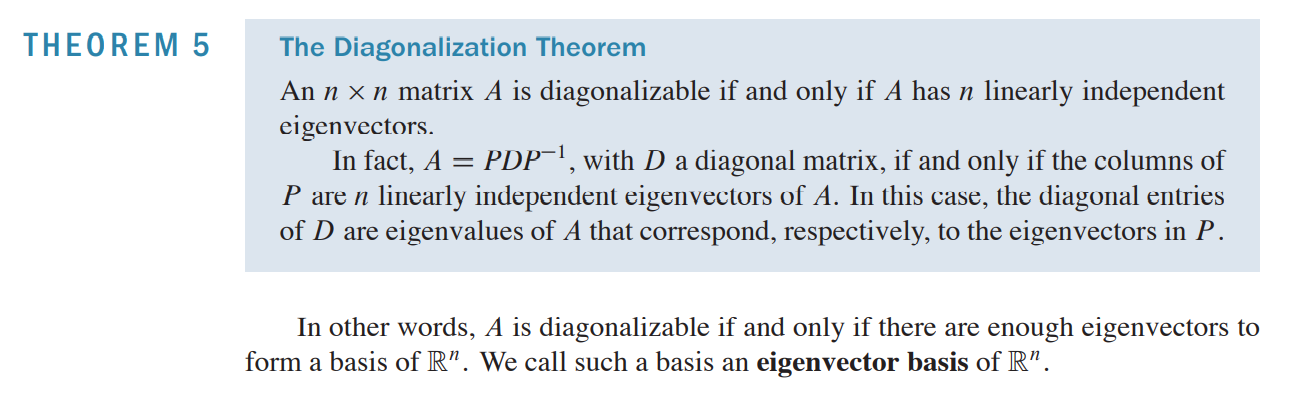 THEOREM 5
The Diagonalization Theorem
An n × n matrix A is diagonalizable if and only if A has n linearly independent
eigenvectors.
In fact, A = PDP⁻¹, with D a diagonal matrix, if and only if the columns of
P are n linearly independent eigenvectors of A. In this case, the diagonal entries
of D are eigenvalues of A that correspond, respectively, to the eigenvectors in P.
In other words, A is diagonalizable if and only if there are enough eigenvectors to
form a basis of ℝⁿ. We call such a basis an eigenvector basis of ℝⁿ.